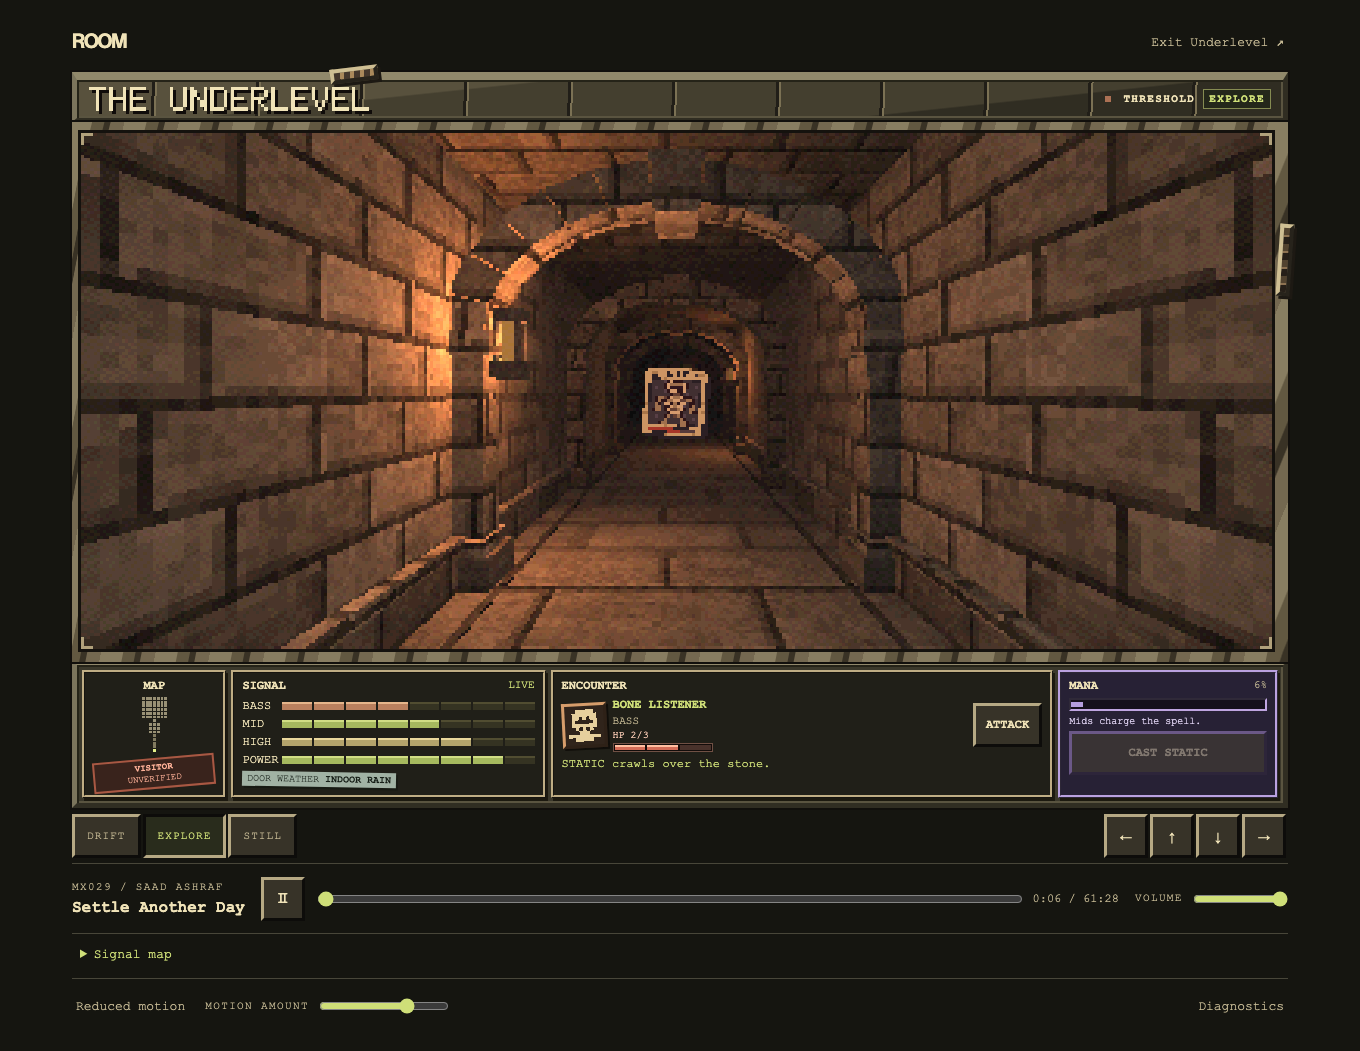 ROOM
Exit Underlevel ↗
THE UNDERLEVEL
THRESHOLD EXPLORE
MAP
VISITOR
UNVERIFIED
SIGNAL LIVE
BASS
MID
HIGH
POWER
DOOR WEATHER INDOOR RAIN
ENCOUNTER
BONE LISTENER
BASS
HP 2/3
STATIC crawls over the stone.
ATTACK
MANA 6%
Mids charge the spell.
CAST STATIC
DRIFT EXPLORE STILL
← ↑ ↓ →
MX029 / SAAD ASHRAF
Settle Another Day
II
0:06 / 61:28 VOLUME
Signal map
Reduced motion MOTION AMOUNT Diagnostics